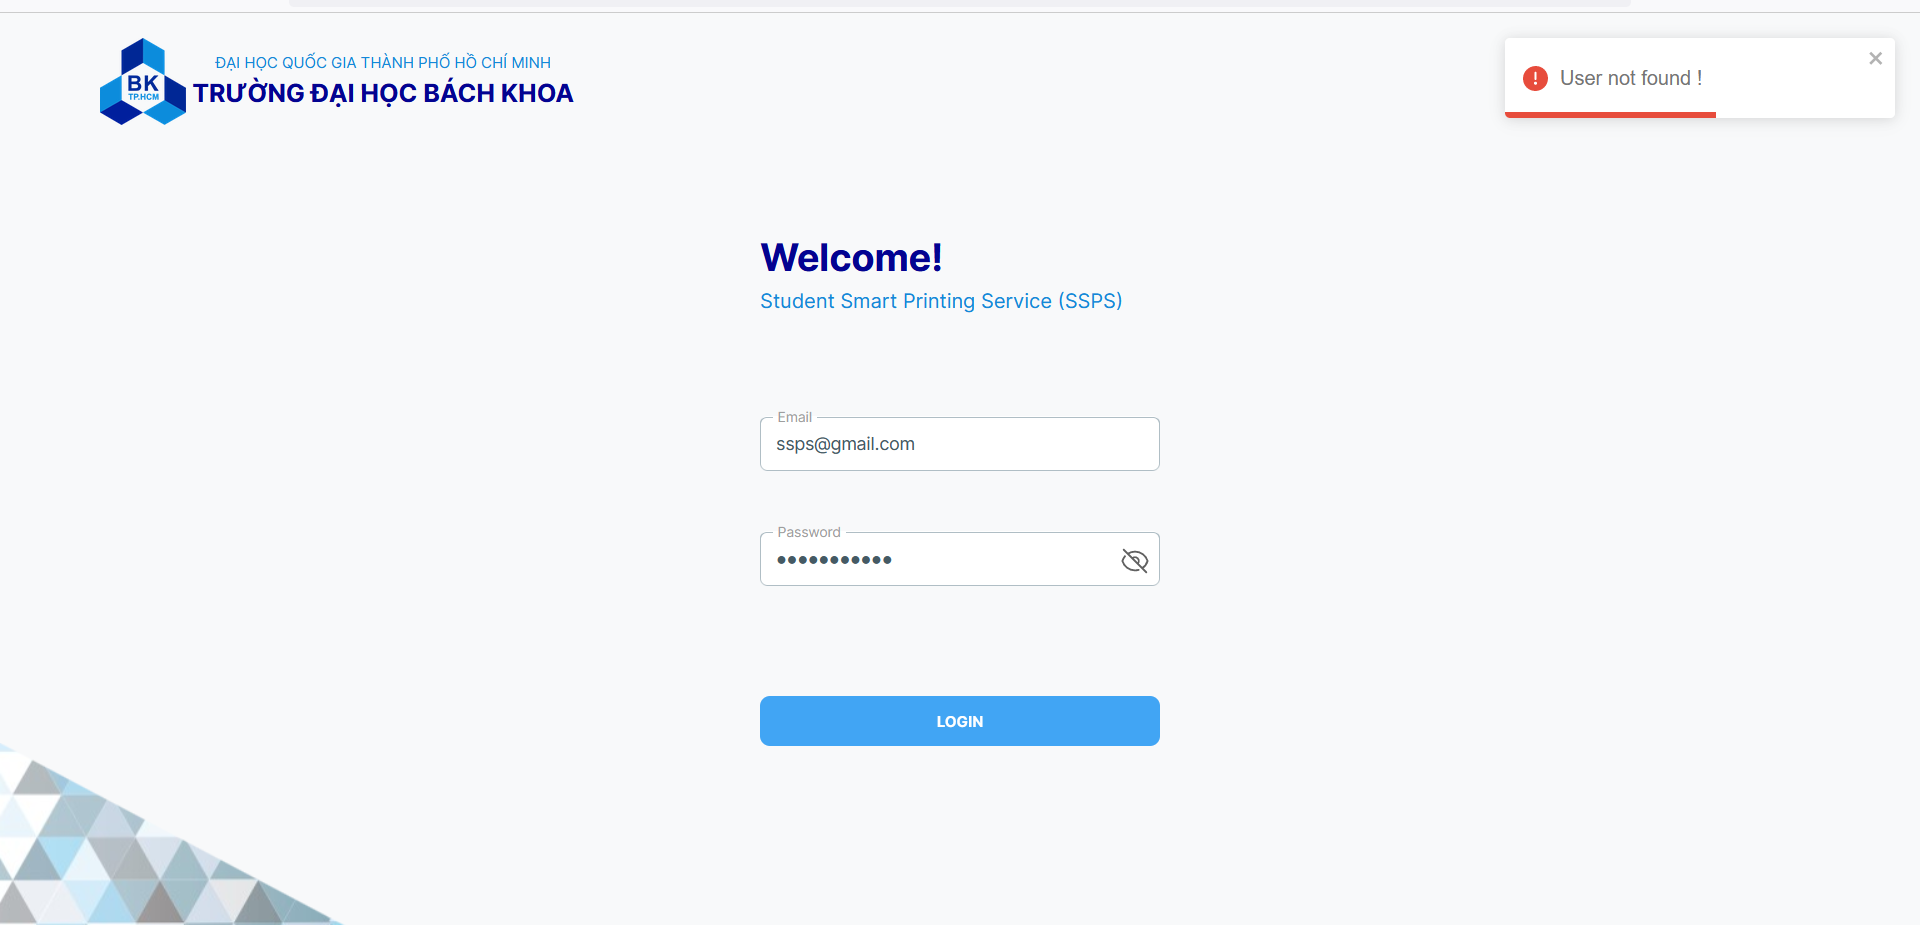 BK
TP.HCM
ĐẠI HỌC QUỐC GIA THÀNH PHỐ HỒ CHÍ MINH
TRƯỜNG ĐẠI HỌC BÁCH KHOA
User not found !
Welcome!
Student Smart Printing Service (SSPS)
Email
ssps@gmail.com
Password
•••••••••••
LOGIN